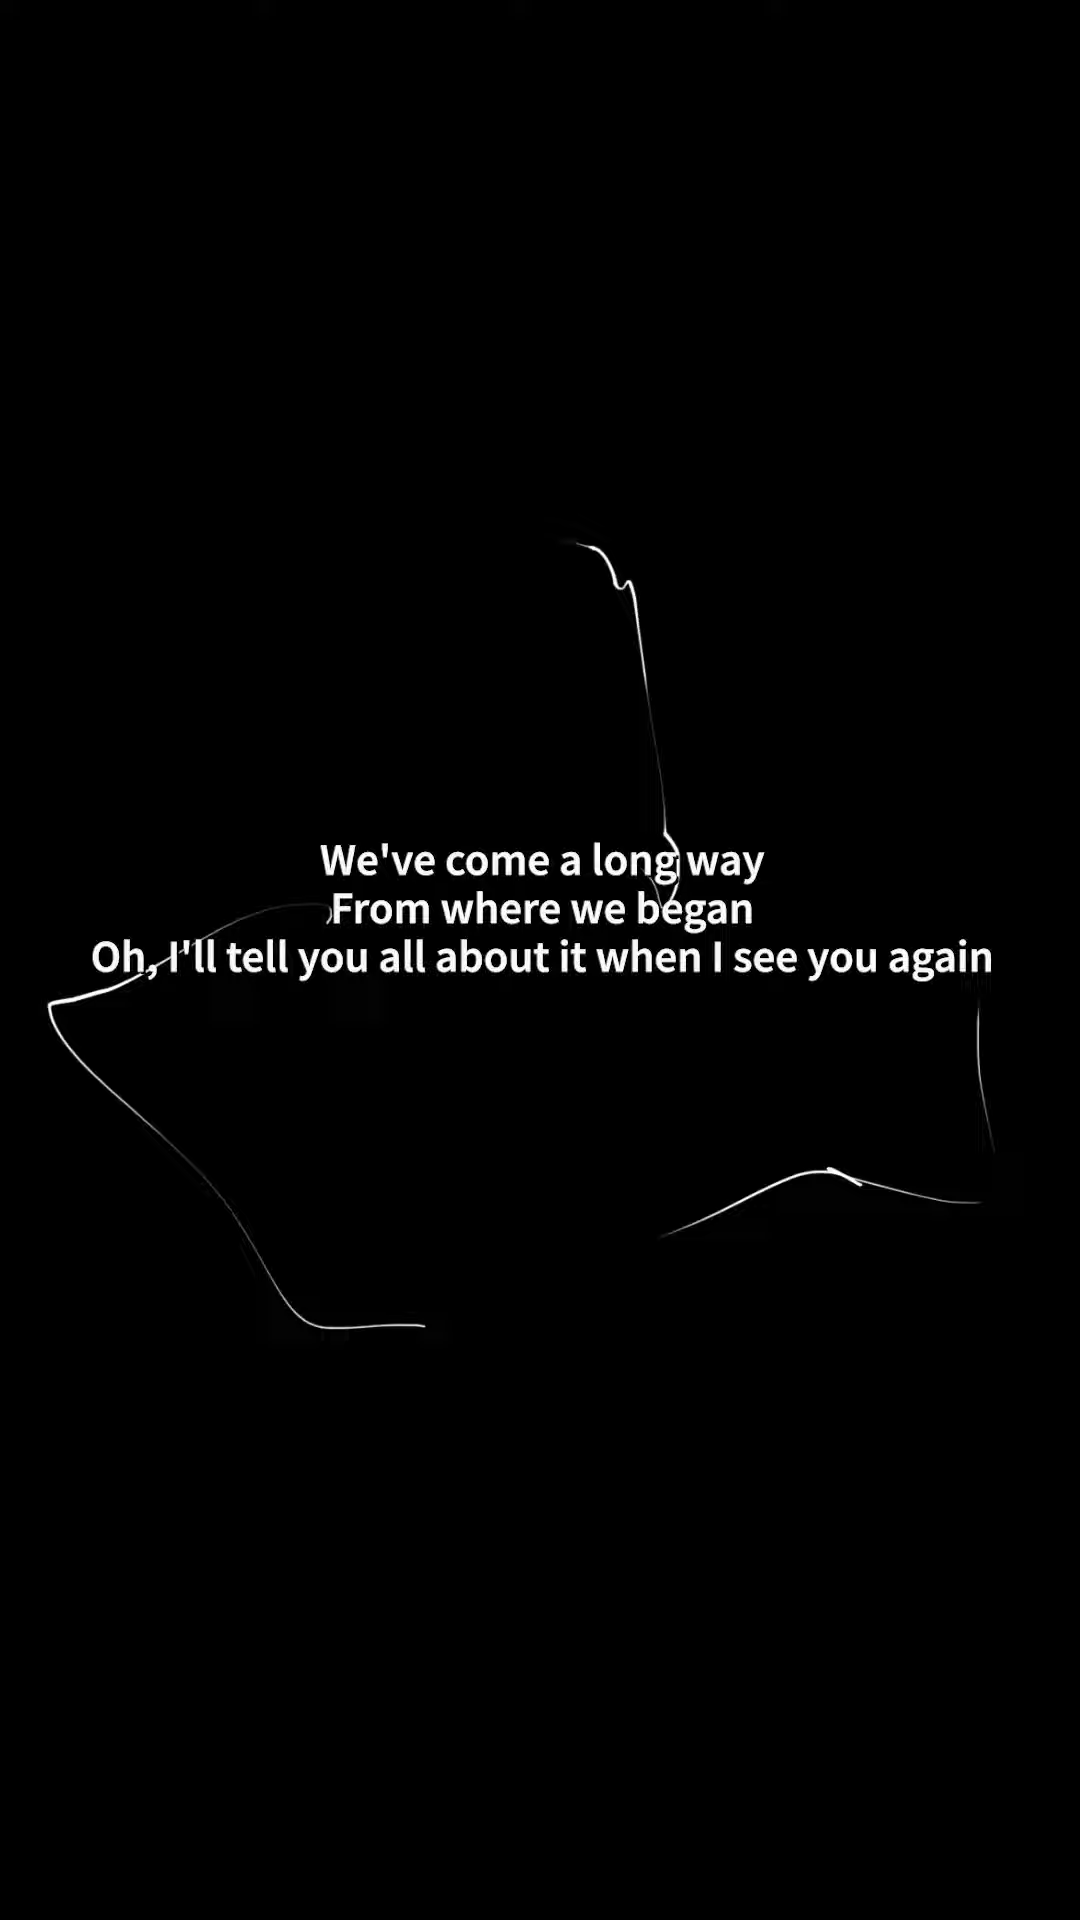 We've come a long way
From where we began
Oh, I'll tell you all about it when I see you again